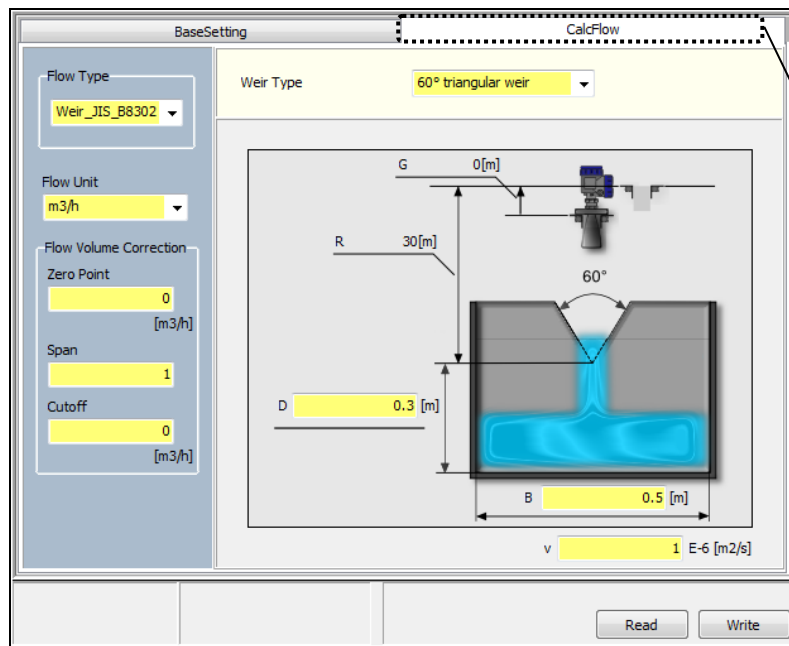 BaseSetting
CalcFlow
Flow Type
Weir_JIS_B8302
Flow Unit
m3/h
Flow Volume Correction
Zero Point
0
[m3/h]
Span
1
Cutoff
0
[m3/h]
Weir Type
60° triangular weir
G 0[m]
R 30[m]
60°
D 0.3 [m]
B 0.5 [m]
v 1 E-6 [m2/s]
Read
Write